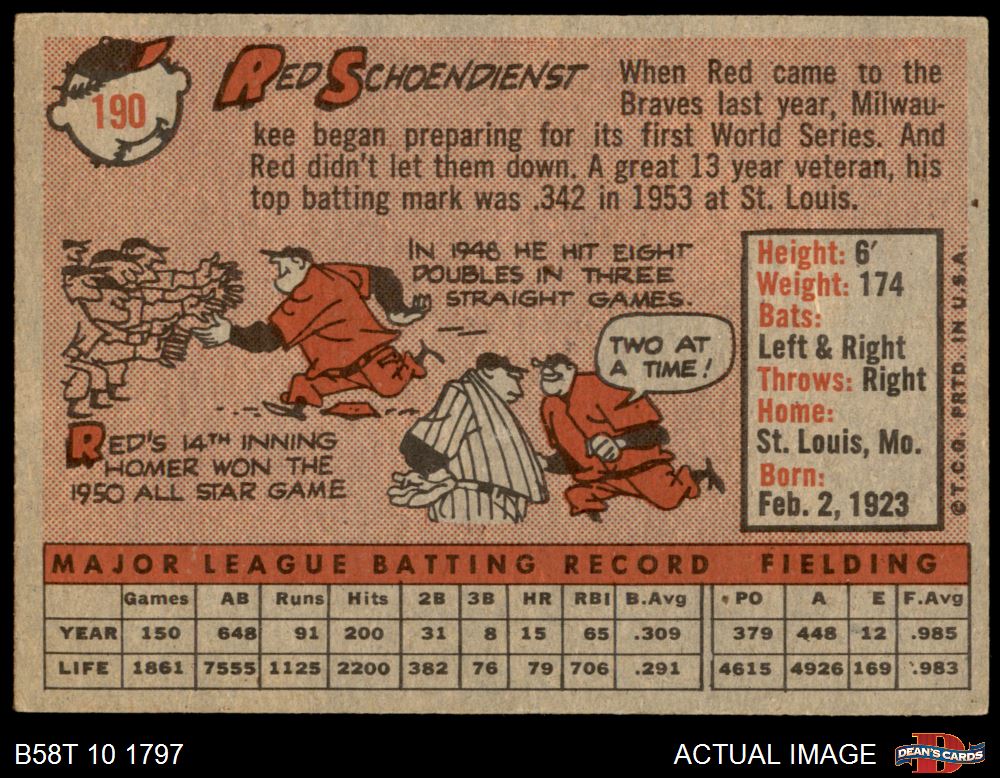 190
RED SCHOENDIENST
When Red came to the
Braves last year, Milwau-
kee began preparing for its first World Series. And
Red didn't let them down. A great 13 year veteran, his
top batting mark was .342 in 1953 at St. Louis.
IN 1948 HE HIT EIGHT
DOUBLES IN THREE
STRAIGHT GAMES.
TWO AT
A TIME!
RED'S 14TH INNING
HOMER WON THE
1950 ALL STAR GAME
Height: 6'
Weight: 174
Bats:
Left & Right
Throws: Right
Home:
St. Louis, Mo.
Born:
Feb. 2, 1923
©T.C.G. PRTD. IN U.S.A.
MAJOR LEAGUE BATTING RECORD FIELDING
Games AB Runs Hits 2B 3B HR RBI B.Avg PO A E F.Avg
YEAR 150 648 91 200 31 8 15 65 .309 379 448 12 .985
LIFE 1861 7555 1125 2200 382 76 79 706 .291 4615 4926 169 .983
B58T 10 1797
ACTUAL IMAGE
DEAN'S CARDS